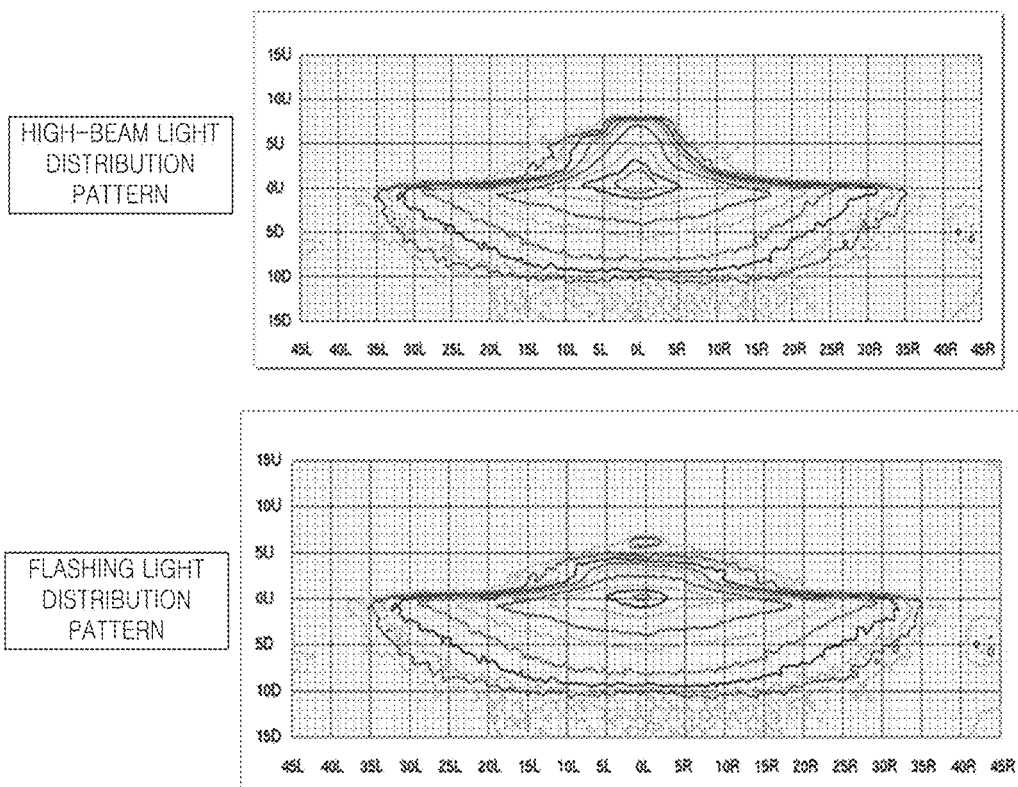 15U
10U
5U
0U
5D
10D
15D
45L 40L 35L 30L 25L 20L 15L 10L 5L 0L 5R 10R 15R 20R 25R 30R 35R 40R 45R
HIGH-BEAM LIGHT
DISTRIBUTION
PATTERN
15U
10U
5U
0U
5D
10D
15D
45L 40L 35L 30L 25L 20L 15L 10L 5L 0L 5R 10R 15R 20R 25R 30R 35R 40R 45R
FLASHING LIGHT
DISTRIBUTION
PATTERN